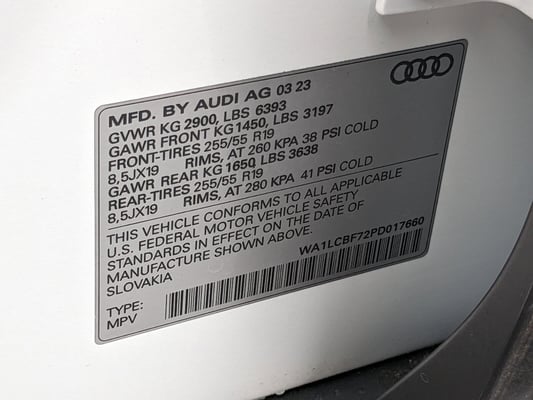 MFD. BY AUDI AG 03 23
GVWR KG 2900, LBS 6393
GAWR FRONT KG1450, LBS 3197
FRONT-TIRES 255/55 R19
8,5JX19 RIMS, AT 260 KPA 38 PSI COLD
GAWR REAR KG 1650, LBS 3638
REAR-TIRES 255/55 R19
8,5JX19 RIMS, AT 280 KPA 41 PSI COLD
THIS VEHICLE CONFORMS TO ALL APPLICABLE
U.S. FEDERAL MOTOR VEHICLE SAFETY
STANDARDS IN EFFECT ON THE DATE OF
MANUFACTURE SHOWN ABOVE.
SLOVAKIA
WA1LCBF72PD017660
TYPE:
MPV